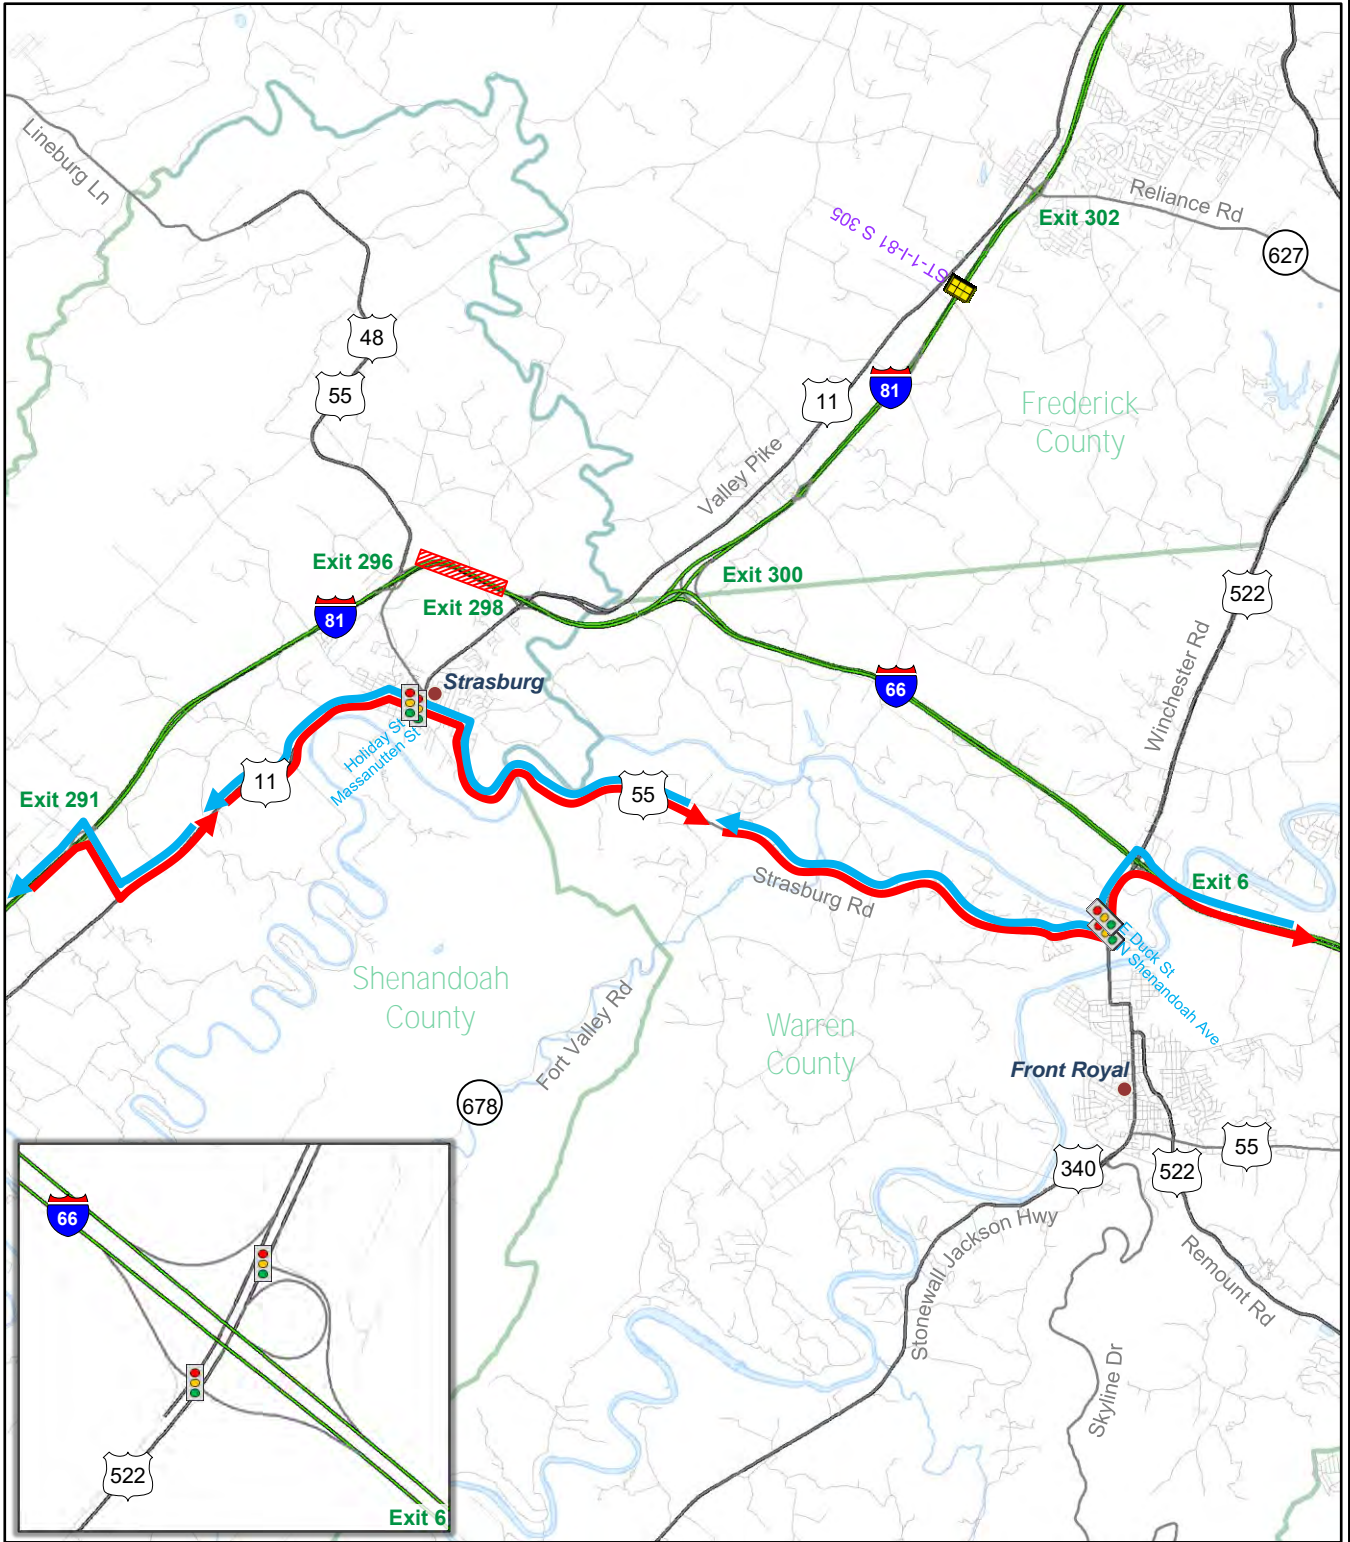 Lineburg Ln
Reliance Rd
Exit 302
627
ST-1-I-81 S 305
48
55
11
81
Frederick
County
Valley Pike
Exit 296
Exit 300
Exit 298
522
81
Winchester Rd
66
Strasburg
Holiday St
Massanutten St
11
55
Exit 291
Strasburg Rd
Exit 6
E Duck St
N Shenandoah Ave
Shenandoah
County
Fort Valley Rd
Warren
County
Front Royal
678
340
522
55
Stonewall Jackson Hwy
Remount Rd
Skyline Dr
66
522
Exit 6